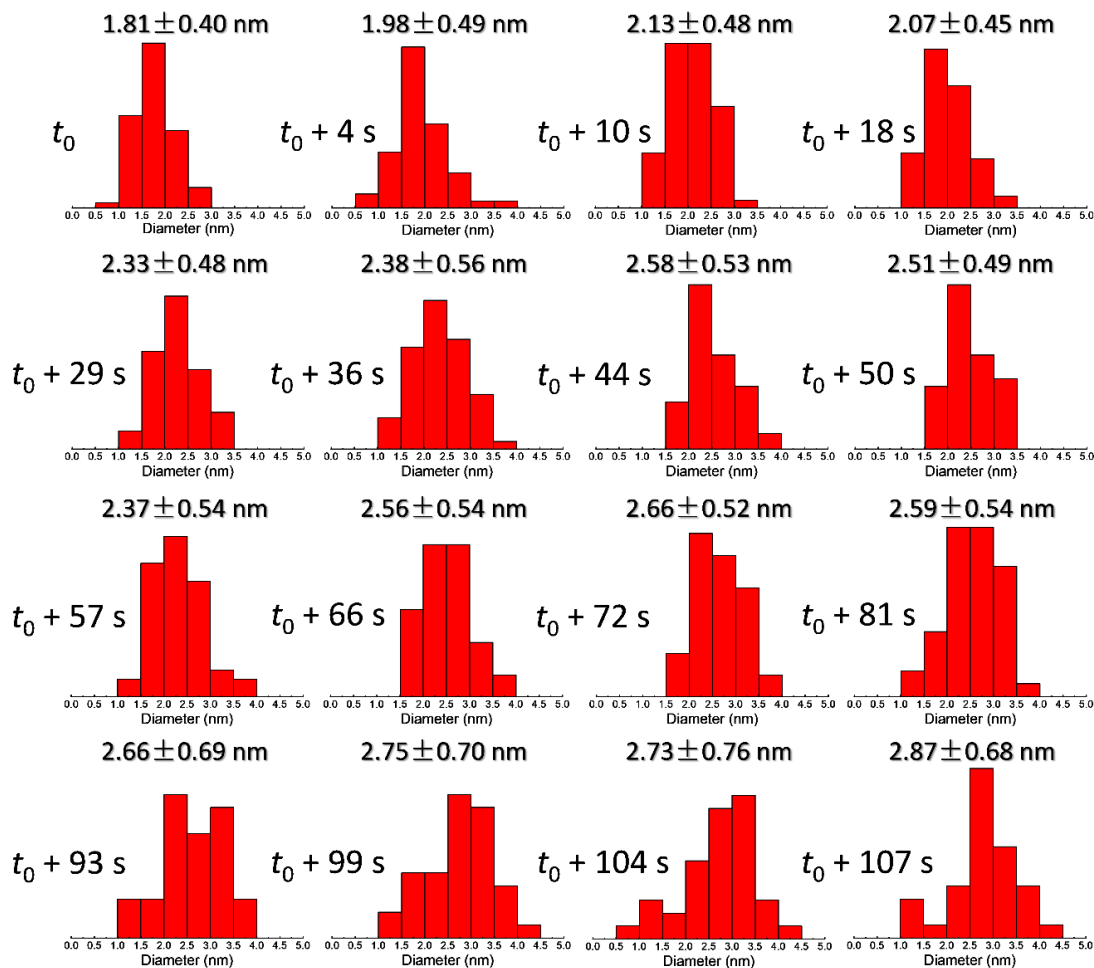 1.81±0.40 nm
t0
0.0 0.5 1.0 1.5 2.0 2.5 3.0 3.5 4.0 4.5 5.0
Diameter (nm)
1.98±0.49 nm
t0 + 4 s
0.0 0.5 1.0 1.5 2.0 2.5 3.0 3.5 4.0 4.5 5.0
Diameter (nm)
2.13±0.48 nm
t0 + 10 s
0.0 0.5 1.0 1.5 2.0 2.5 3.0 3.5 4.0 4.5 5.0
Diameter (nm)
2.07±0.45 nm
t0 + 18 s
0.0 0.5 1.0 1.5 2.0 2.5 3.0 3.5 4.0 4.5 5.0
Diameter (nm)
2.33±0.48 nm
t0 + 29 s
0.0 0.5 1.0 1.5 2.0 2.5 3.0 3.5 4.0 4.5 5.0
Diameter (nm)
2.38±0.56 nm
t0 + 36 s
0.0 0.5 1.0 1.5 2.0 2.5 3.0 3.5 4.0 4.5 5.0
Diameter (nm)
2.58±0.53 nm
t0 + 44 s
0.0 0.5 1.0 1.5 2.0 2.5 3.0 3.5 4.0 4.5 5.0
Diameter (nm)
2.51±0.49 nm
t0 + 50 s
0.0 0.5 1.0 1.5 2.0 2.5 3.0 3.5 4.0 4.5 5.0
Diameter (nm)
2.37±0.54 nm
t0 + 57 s
0.0 0.5 1.0 1.5 2.0 2.5 3.0 3.5 4.0 4.5 5.0
Diameter (nm)
2.56±0.54 nm
t0 + 66 s
0.0 0.5 1.0 1.5 2.0 2.5 3.0 3.5 4.0 4.5 5.0
Diameter (nm)
2.66±0.52 nm
t0 + 72 s
0.0 0.5 1.0 1.5 2.0 2.5 3.0 3.5 4.0 4.5 5.0
Diameter (nm)
2.59±0.54 nm
t0 + 81 s
0.0 0.5 1.0 1.5 2.0 2.5 3.0 3.5 4.0 4.5 5.0
Diameter (nm)
2.66±0.69 nm
t0 + 93 s
0.0 0.5 1.0 1.5 2.0 2.5 3.0 3.5 4.0 4.5 5.0
Diameter (nm)
2.75±0.70 nm
t0 + 99 s
0.0 0.5 1.0 1.5 2.0 2.5 3.0 3.5 4.0 4.5 5.0
Diameter (nm)
2.73±0.76 nm
t0 + 104 s
0.0 0.5 1.0 1.5 2.0 2.5 3.0 3.5 4.0 4.5 5.0
Diameter (nm)
2.87±0.68 nm
t0 + 107 s
0.0 0.5 1.0 1.5 2.0 2.5 3.0 3.5 4.0 4.5 5.0
Diameter (nm)